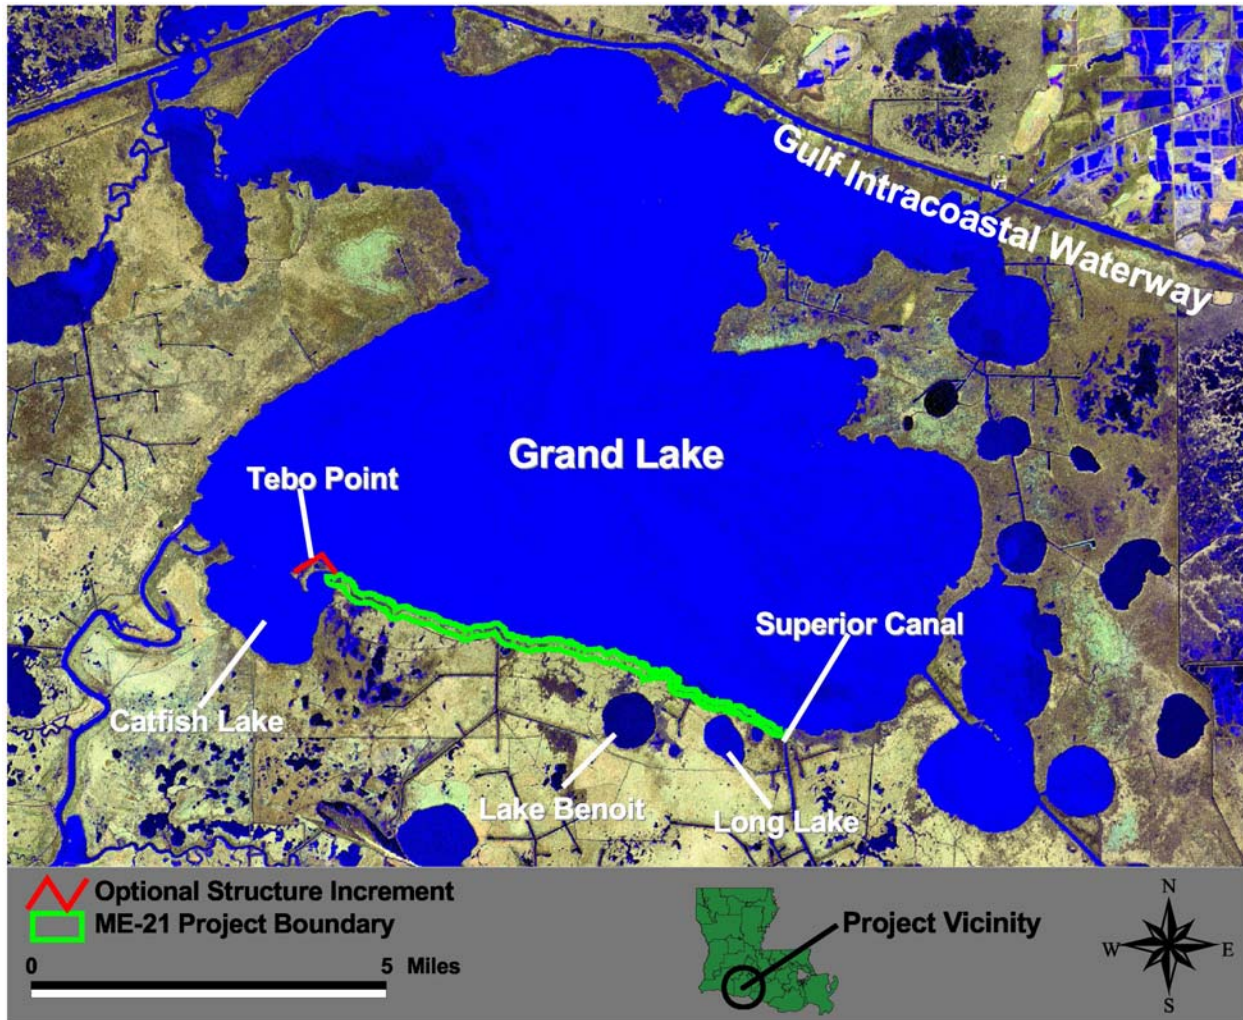 Gulf Intracoastal Waterway
Grand Lake
Tebo Point
Superior Canal
Catfish Lake
Lake Benoit
Long Lake
Optional Structure Increment
ME-21 Project Boundary
0 5 Miles
Project Vicinity
N
W E
S